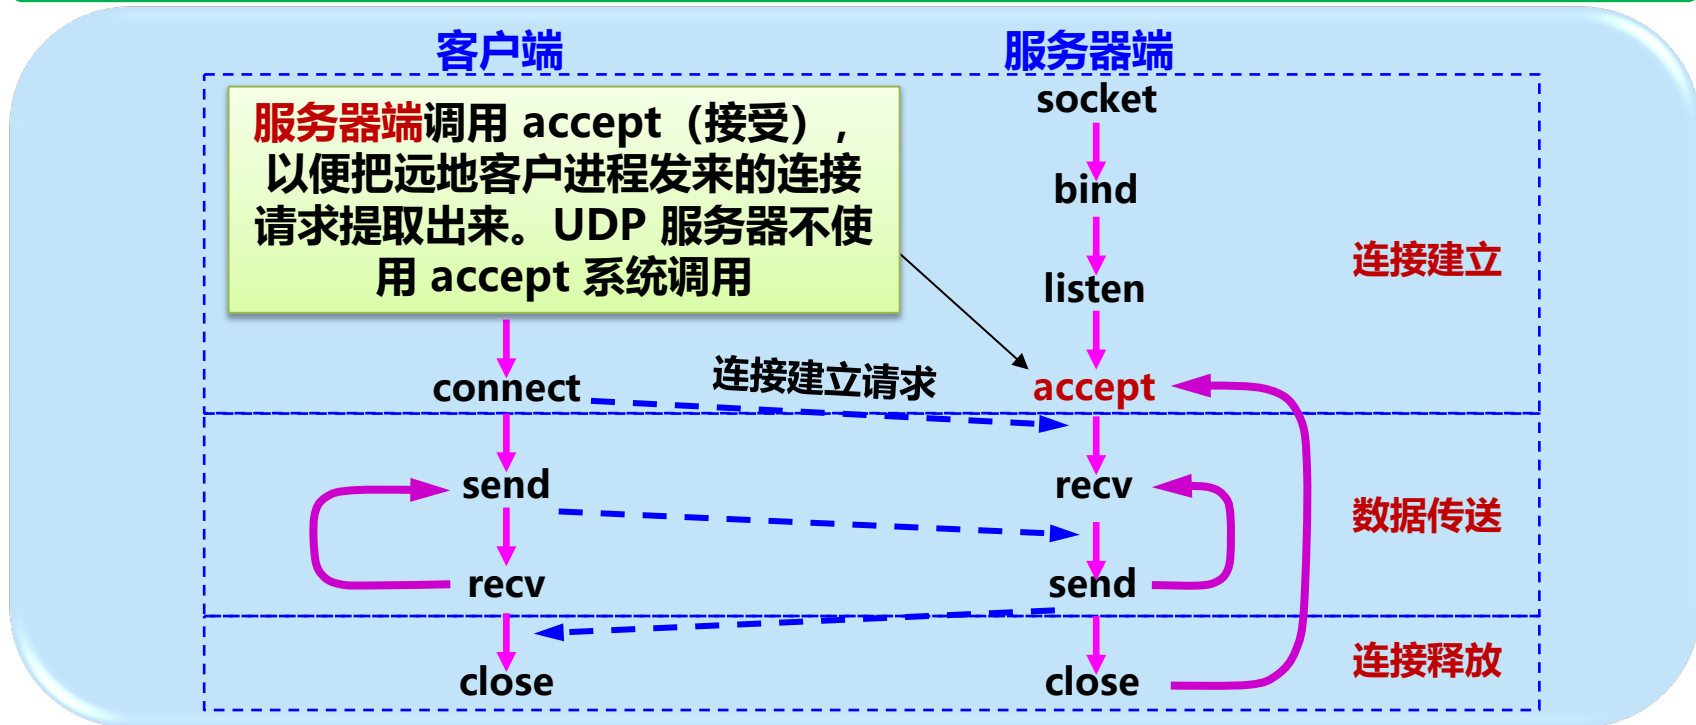 客户端
服务器端
服务器端调用 accept（接受），
以便把远地客户进程发来的连接
请求提取出来。UDP 服务器不使
用 accept 系统调用
socket
bind
listen
连接建立
connect
连接建立请求
accept
send
recv
数据传送
recv
send
close
close
连接释放